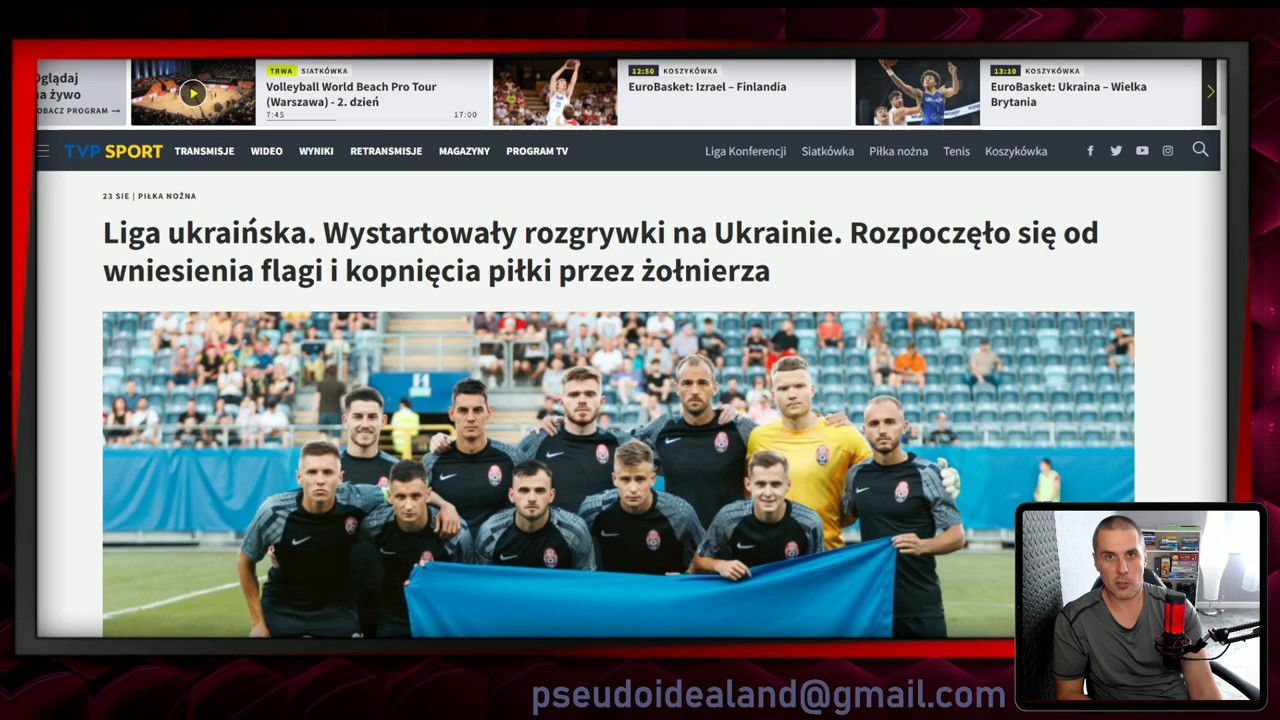 Oglądaj
na żywo
ZOBACZ PROGRAM →
TRWA SIATKÓWKA
Volleyball World Beach Pro Tour
(Warszawa) - 2. dzień
7:45 17:00
12:50 KOSZYKÓWKA
EuroBasket: Izrael – Finlandia
13:10 KOSZYKÓWKA
EuroBasket: Ukraina – Wielka
Brytania
TVP SPORT TRANSMISJE WIDEO WYNIKI RETRANSMISJE MAGAZYNY PROGRAM TV Liga Konferencji Siatkówka Piłka nożna Tenis Koszykówka
23 SIE | PIŁKA NOŻNA
Liga ukraińska. Wystartowały rozgrywki na Ukrainie. Rozpoczęło się od
wniesienia flagi i kopnięcia piłki przez żołnierza
pseudoidealand@gmail.com